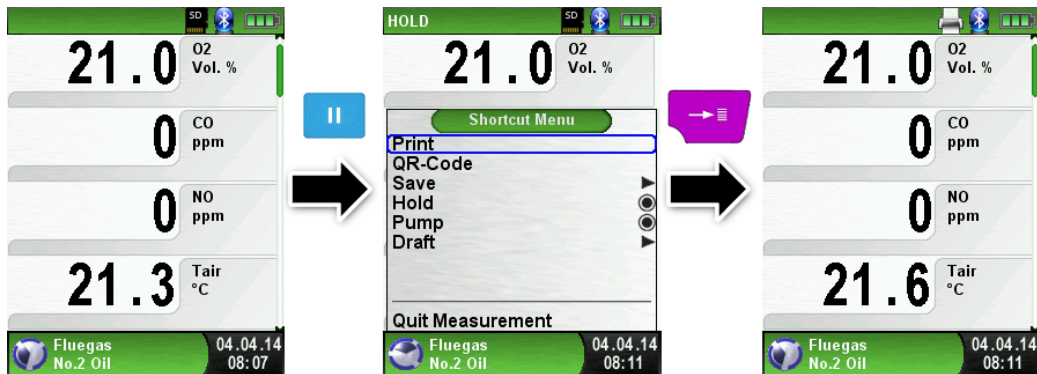 SD
21.0
O2
Vol. %
0
CO
ppm
0
NO
ppm
21.3
Tair
°C
Fluegas
No.2 Oil
04.04.14
08:07
HOLD
SD
21.0
O2
Vol. %
Shortcut Menu
Print
QR-Code
Save
Hold
Pump
Draft
Quit Measurement
Fluegas
No.2 Oil
04.04.14
08:11
21.0
O2
Vol. %
0
CO
ppm
0
NO
ppm
21.6
Tair
°C
Fluegas
No.2 Oil
04.04.14
08:11